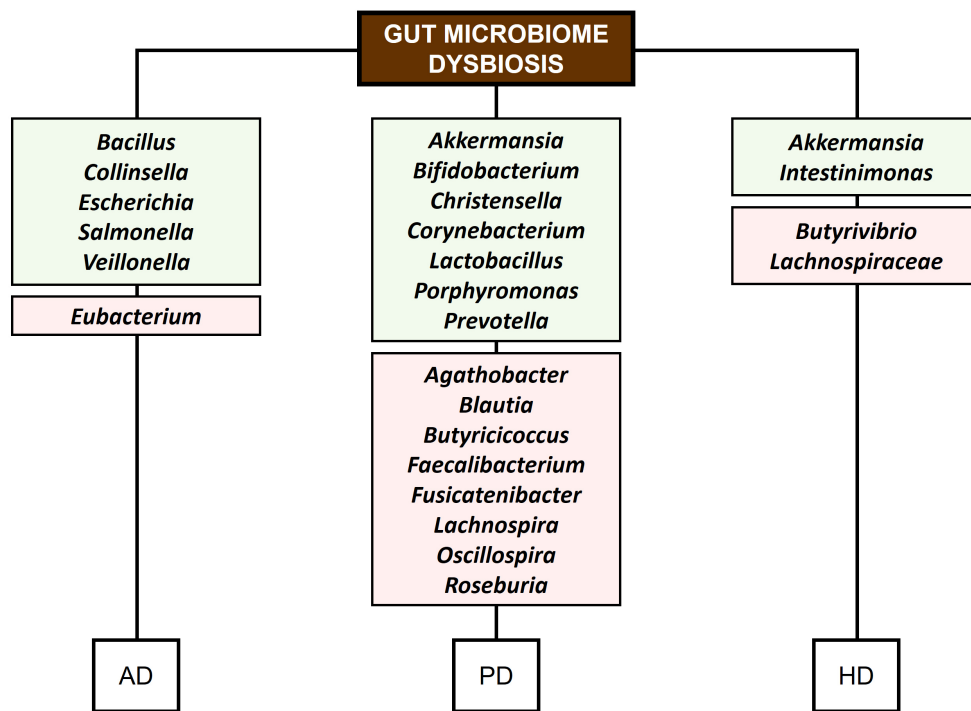 GUT MICROBIOME
DYSBIOSIS
Bacillus
Collinsella
Escherichia
Salmonella
Veillonella
Eubacterium
AD
Akkermansia
Bifidobacterium
Christensella
Corynebacterium
Lactobacillus
Porphyromonas
Prevotella
Agathobacter
Blautia
Butyricicoccus
Faecalibacterium
Fusicatenibacter
Lachnospira
Oscillospira
Roseburia
PD
Akkermansia
Intestinimonas
Butyrivibrio
Lachnospiraceae
HD